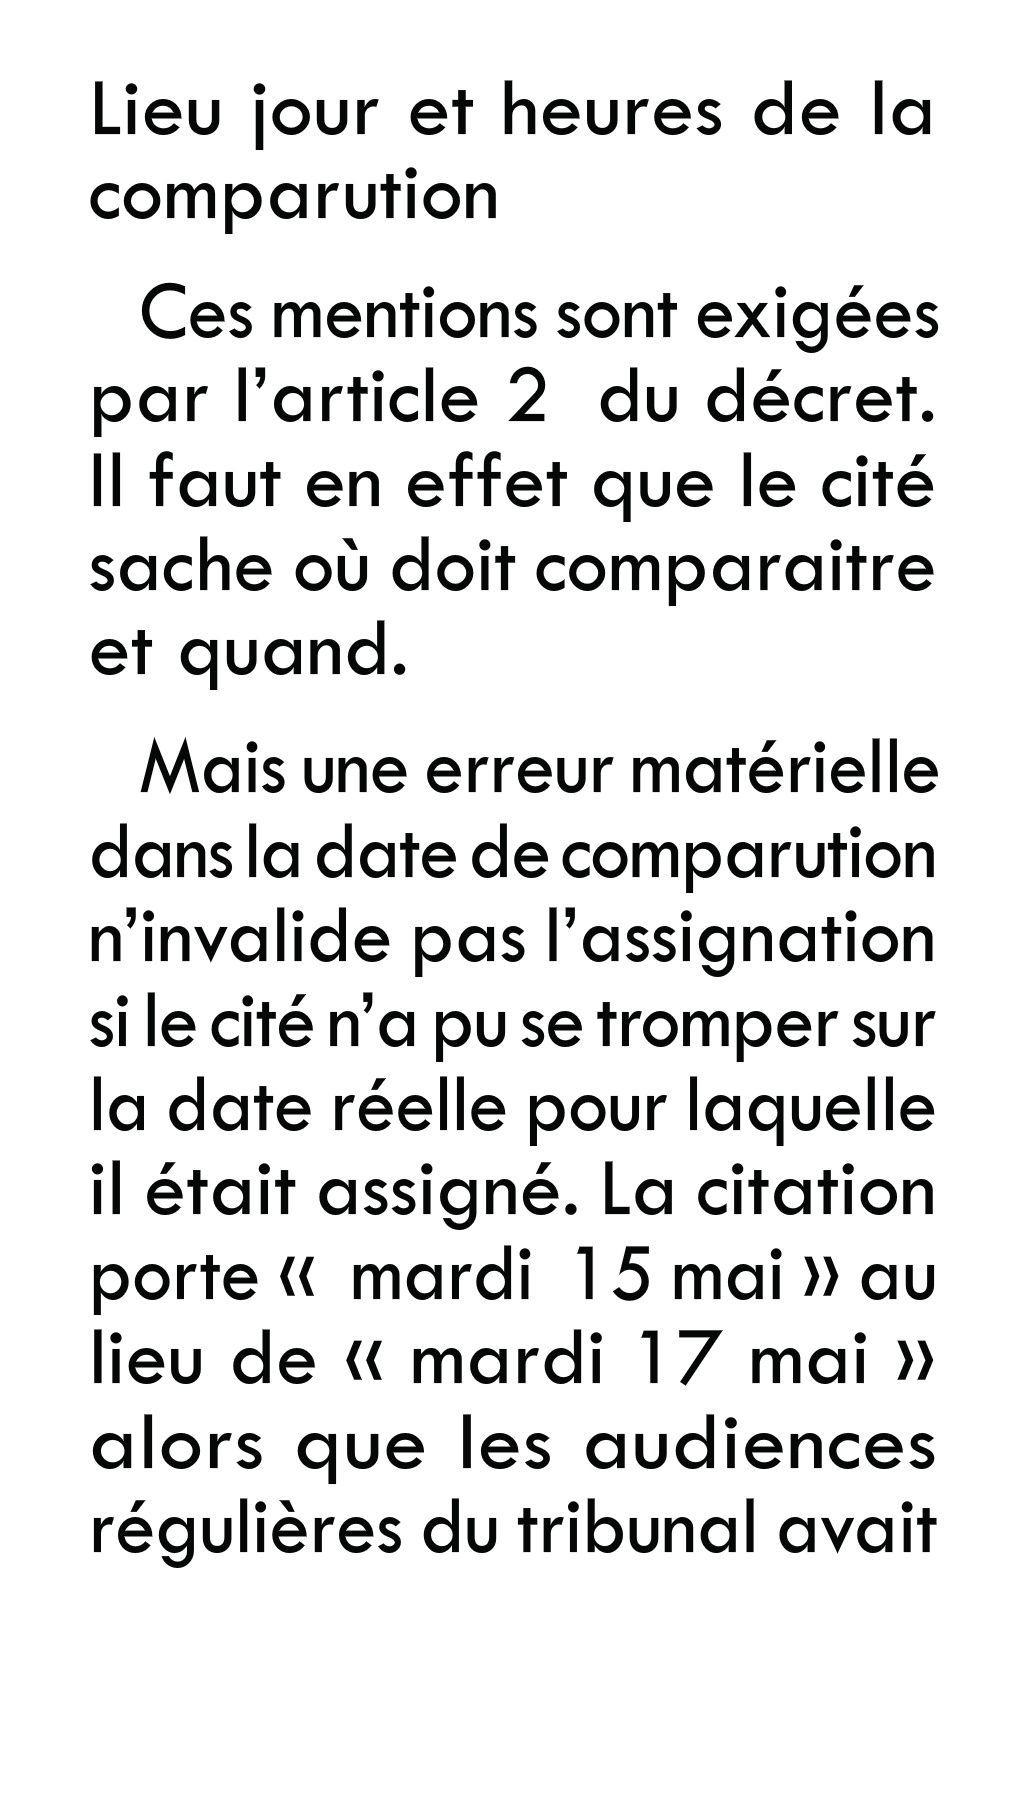 Lieu jour et heures de la
comparution
Ces mentions sont exigées
par l’article 2 du décret.
Il faut en effet que le cité
sache où doit comparaitre
et quand.
Mais une erreur matérielle
dans la date de comparution
n’invalide pas l’assignation
si le cité n’a pu se tromper sur
la date réelle pour laquelle
il était assigné. La citation
porte « mardi 15 mai » au
lieu de « mardi 17 mai »
alors que les audiences
régulières du tribunal avait